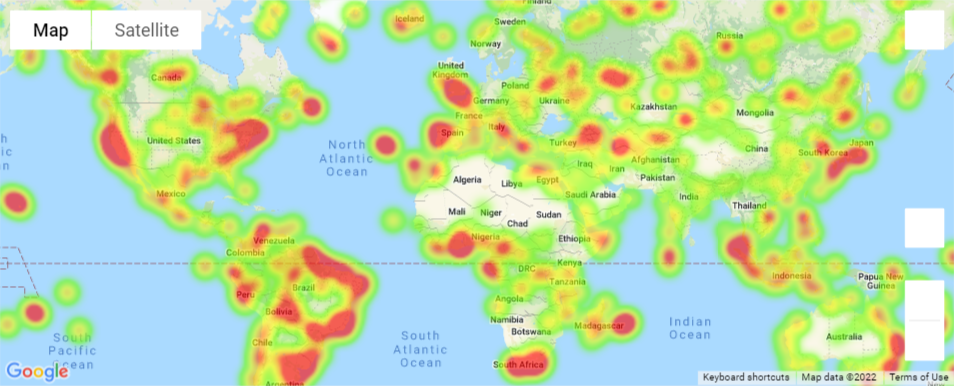 Map
Satellite
Finland
Iceland
Sweden
Russia
Norway
Canada
United
Kingdom
Poland
Germany
Ukraine
Kazakhstan
Mongolia
France
United States
Spain
Italy
Turkey
China
South Korea
Japan
North
Atlantic
Ocean
Iraq
Iran
Afghanistan
Pakistan
Algeria
Libya
Egypt
Saudi Arabia
India
Mexico
Thailand
Mali
Niger
Chad
Sudan
Nigeria
Ethiopia
Venezuela
Colombia
DRC
Kenya
Tanzania
Indonesia
Papua New
Guinea
Peru
Brazil
Bolivia
Angola
Namibia
Botswana
Madagascar
Indian
Ocean
South
Pacific
Ocean
South
Atlantic
Ocean
Chile
Australia
South Africa
Argentina
Google
Keyboard shortcuts
Map data ©2022
Terms of Use